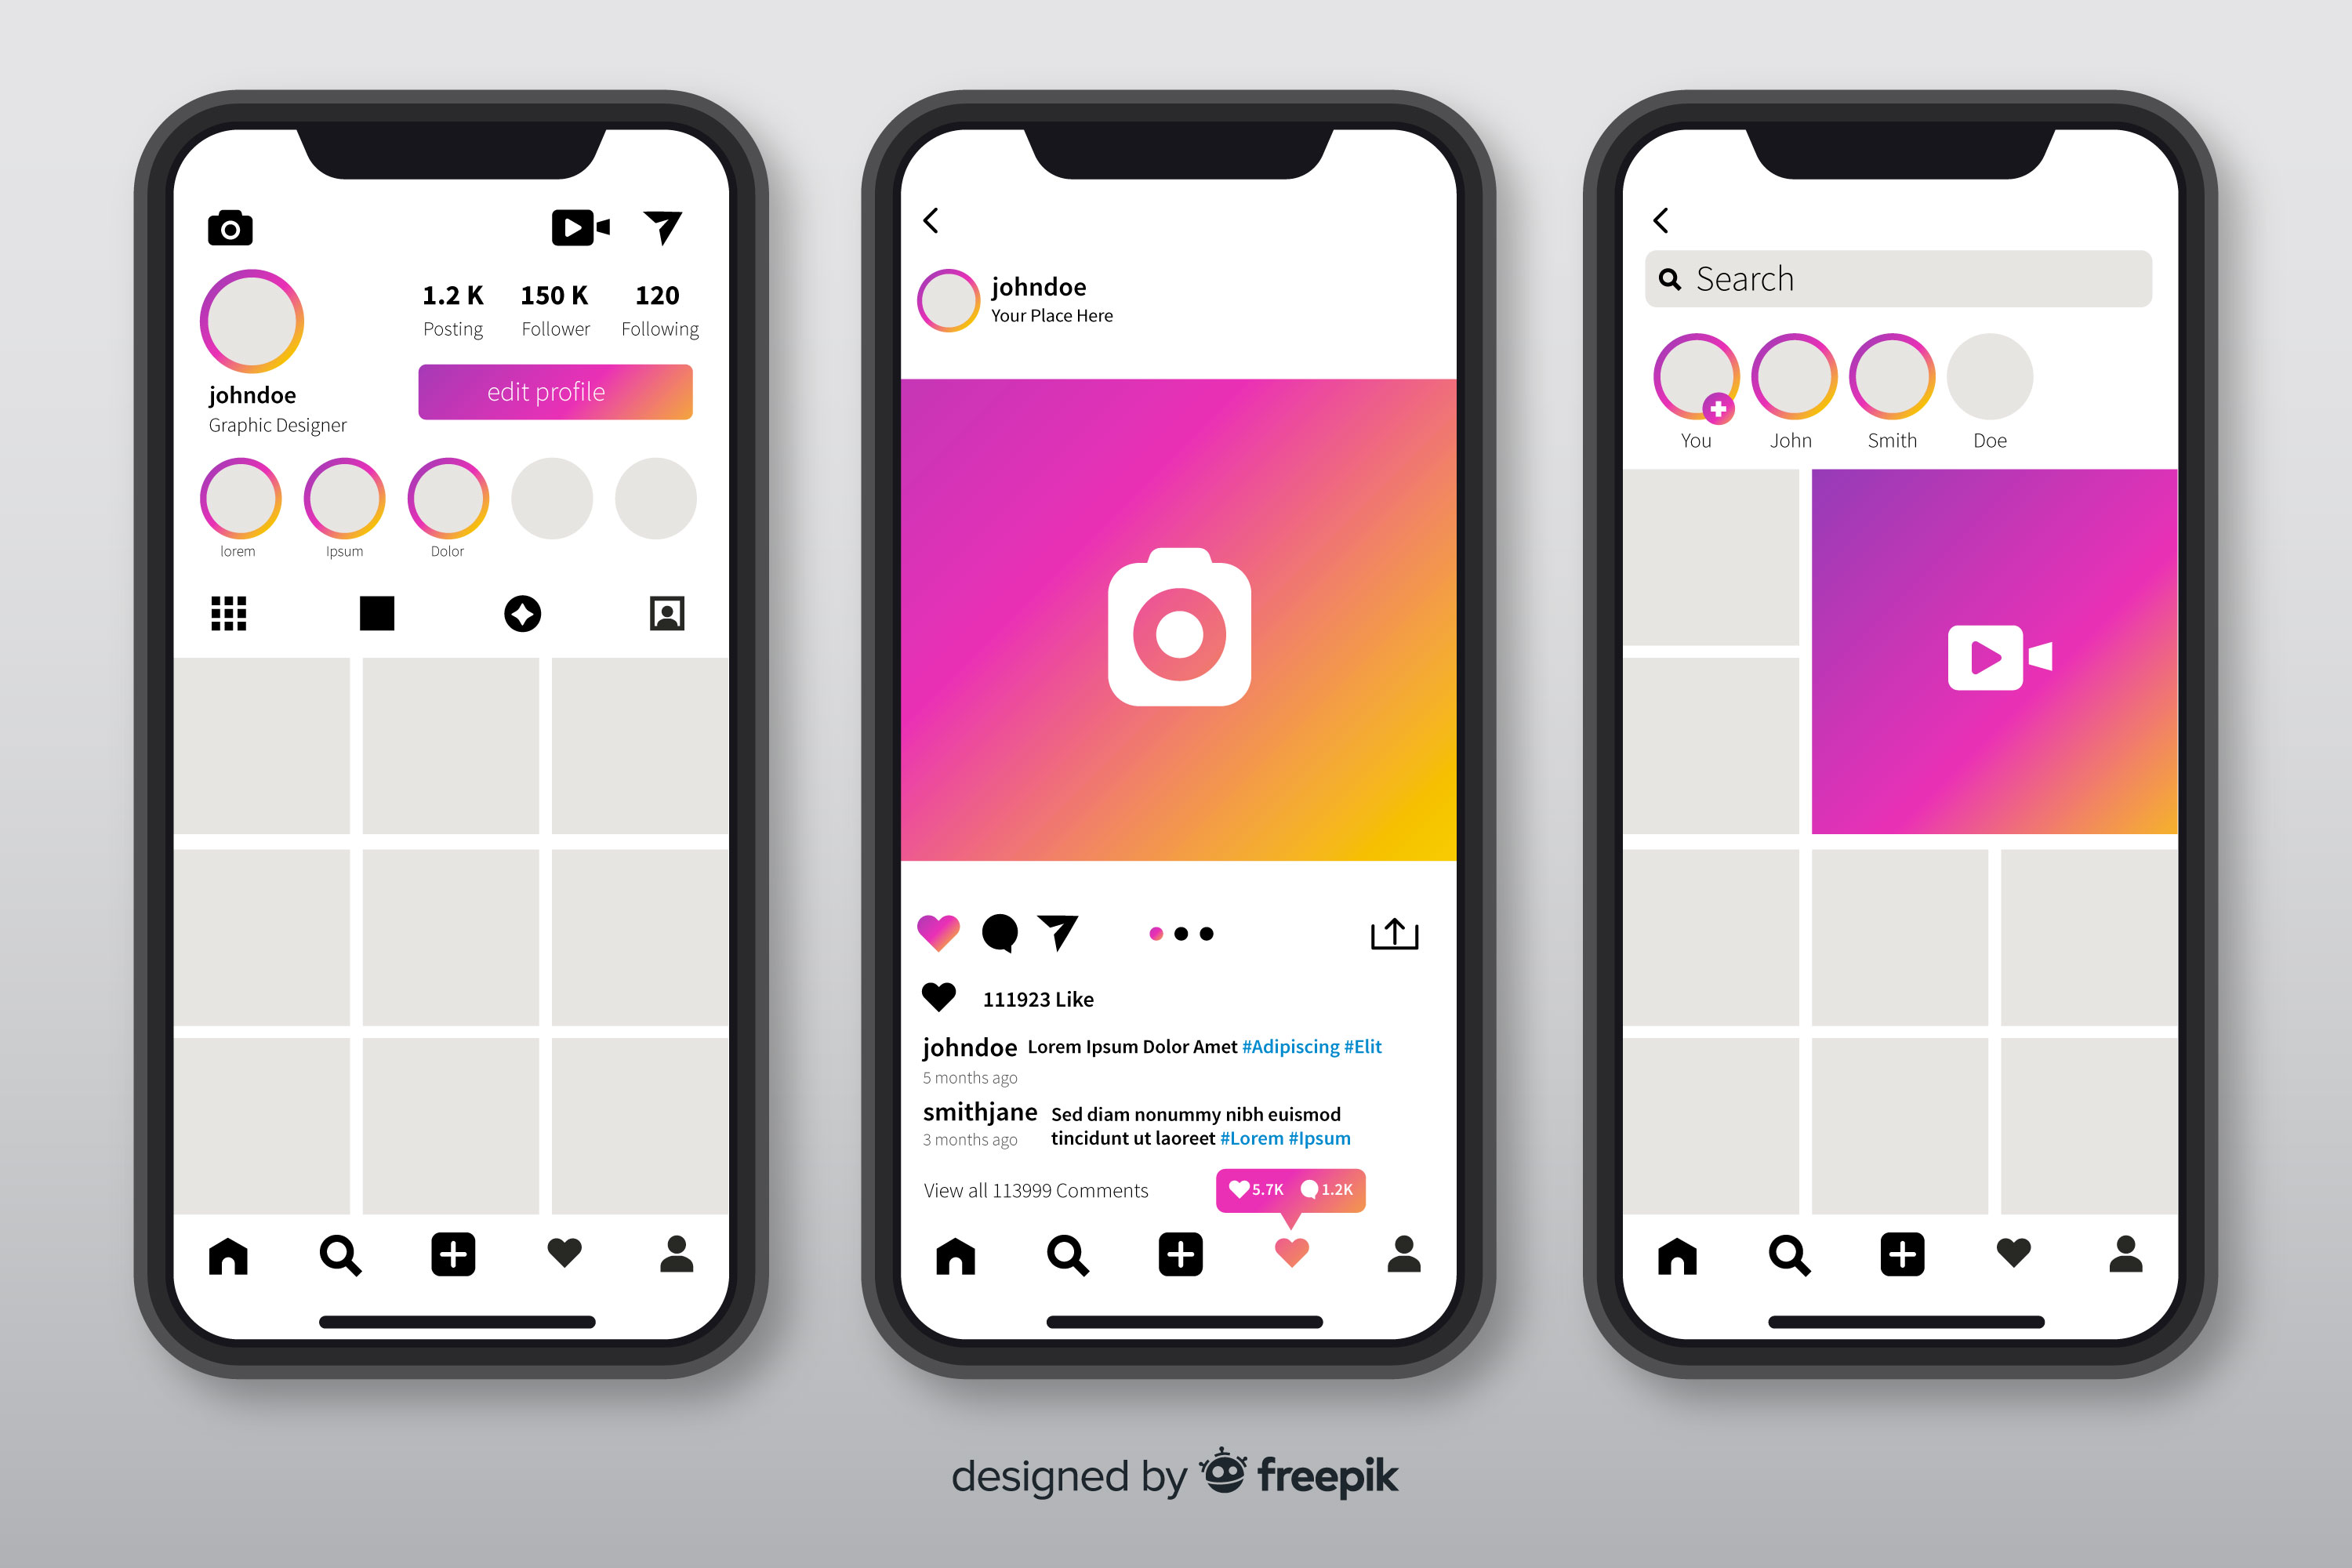 1.2 K 150 K 120
Posting Follower Following
edit profile
johndoe
Graphic Designer
lorem Ipsum Dolor
johndoe
Your Place Here
111923 Like
johndoe Lorem Ipsum Dolor Amet #Adipiscing #Elit
5 months ago
smithjane Sed diam nonummy nibh euismod
3 months ago tincidunt ut laoreet #Lorem #Ipsum
View all 113999 Comments 5.7K 1.2K
Search
You John Smith Doe
designed by freepik